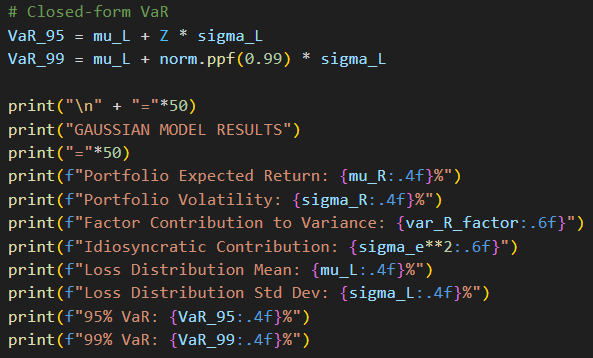 # Closed-form VaR
VaR_95 = mu_L + Z * sigma_L
VaR_99 = mu_L + norm.ppf(0.99) * sigma_L
print("\n" + "="*50)
print("GAUSSIAN MODEL RESULTS")
print("="*50)
print(f"Portfolio Expected Return: {mu_R:.4f}%")
print(f"Portfolio Volatility: {sigma_R:.4f}%")
print(f"Factor Contribution to Variance: {var_R_factor:.6f}")
print(f"Idiosyncratic Contribution: {sigma_e**2:.6f}")
print(f"Loss Distribution Mean: {mu_L:.4f}%")
print(f"Loss Distribution Std Dev: {sigma_L:.4f}%")
print(f"95% VaR: {VaR_95:.4f}%")
print(f"99% VaR: {VaR_99:.4f}%")